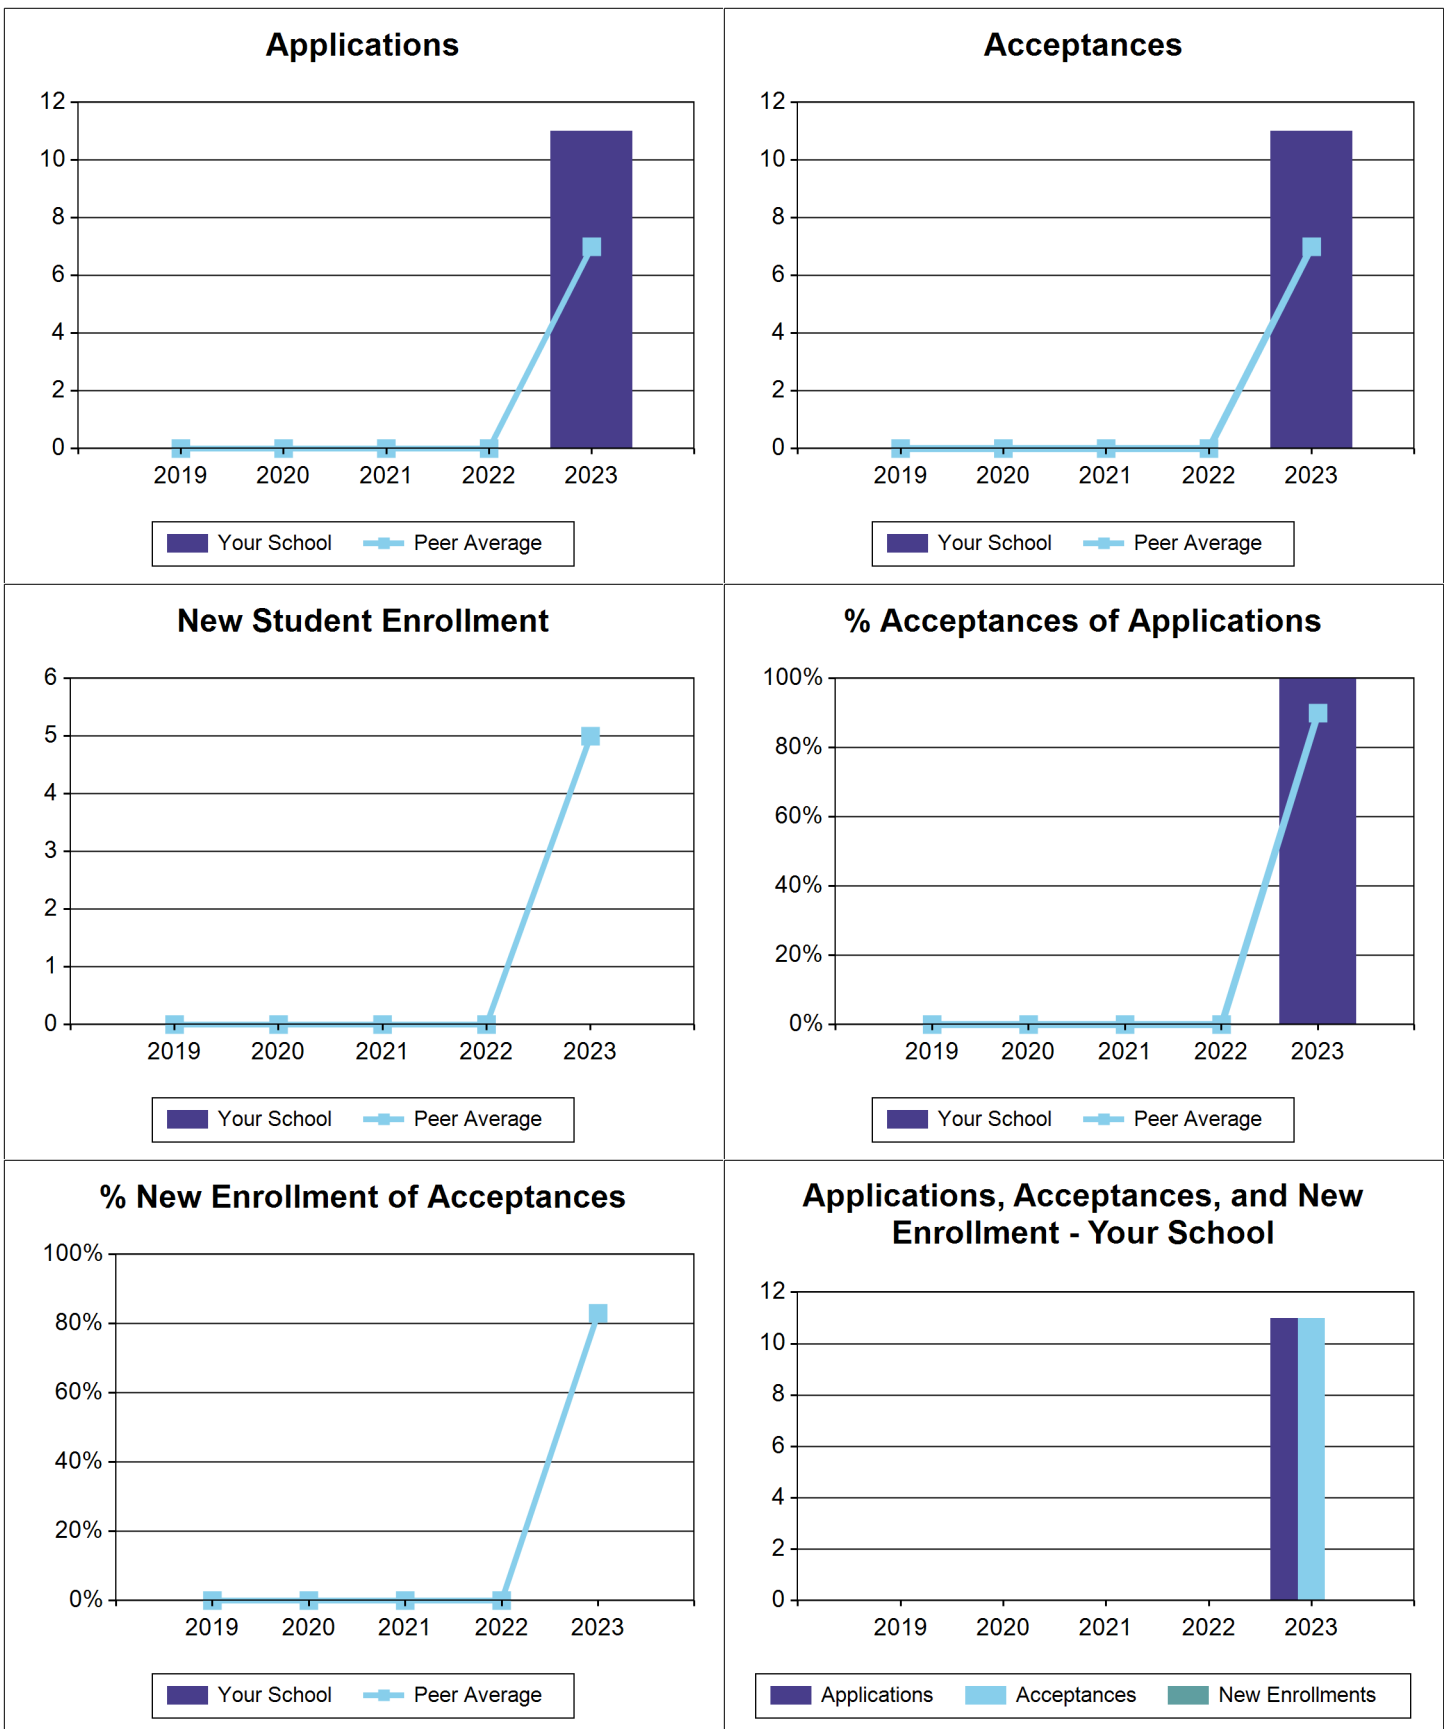 Applications
12
10
8
6
4
2
0
2019 2020 2021 2022 2023
Your School Peer Average
Acceptances
12
10
8
6
4
2
0
2019 2020 2021 2022 2023
Your School Peer Average
New Student Enrollment
6
5
4
3
2
1
0
2019 2020 2021 2022 2023
Your School Peer Average
% Acceptances of Applications
100%
80%
60%
40%
20%
0%
2019 2020 2021 2022 2023
Your School Peer Average
% New Enrollment of Acceptances
100%
80%
60%
40%
20%
0%
2019 2020 2021 2022 2023
Your School Peer Average
Applications, Acceptances, and New
Enrollment - Your School
12
10
8
6
4
2
0
2019 2020 2021 2022 2023
Applications Acceptances New Enrollments